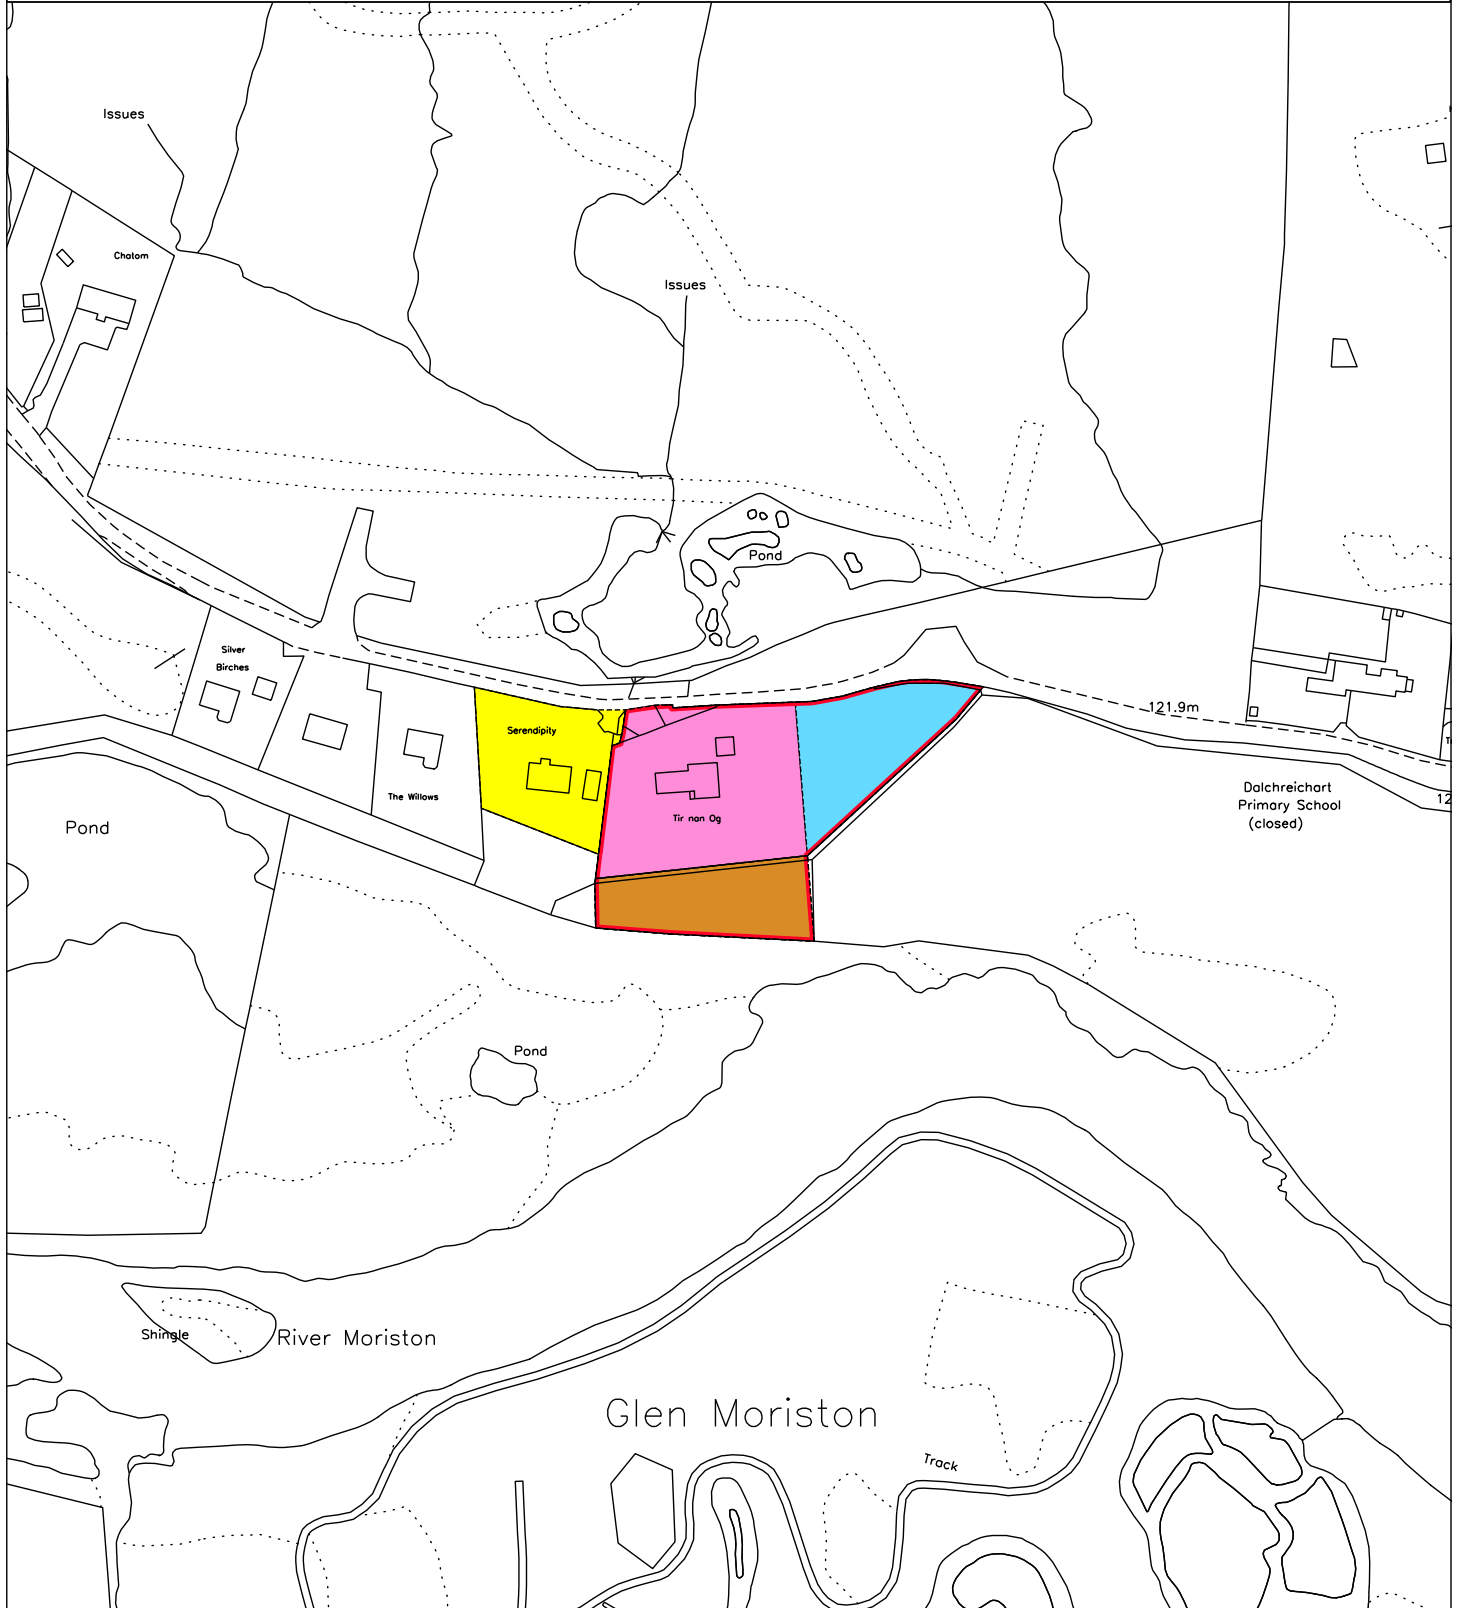 Issues
Chatom
Issues
Pond
Silver
Birches
121.9m
Serendipity
Dalchreichart
Primary School
(closed)
The Willows
12
Tir nan Og
Pond
Pond
Shingle
River Moriston
Glen Moriston
Track